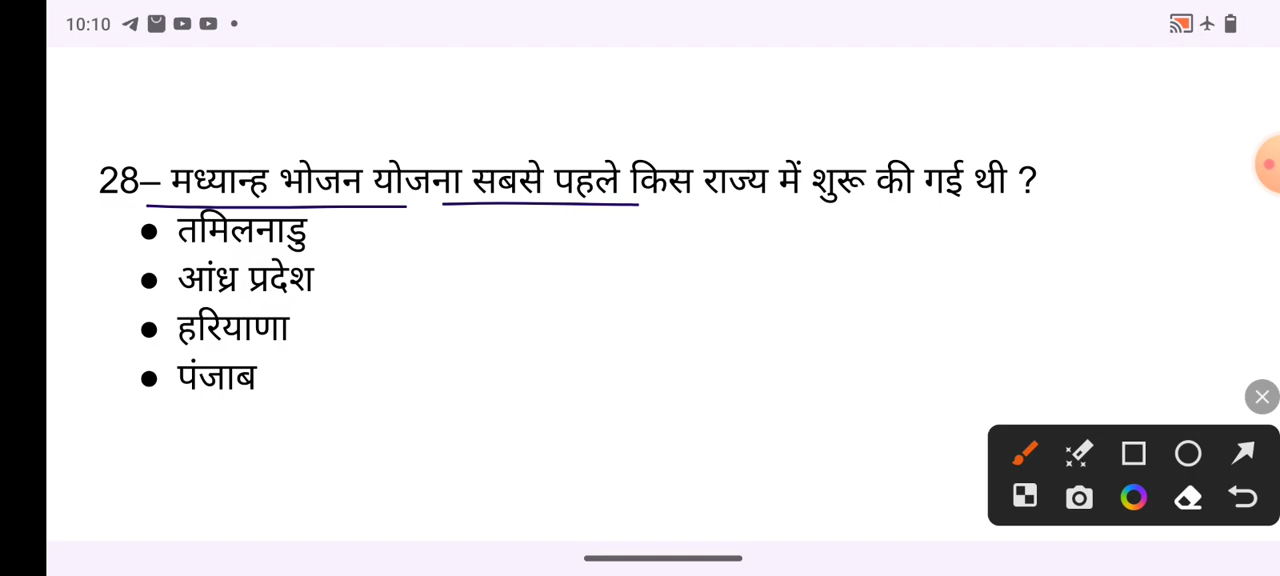 10:10
28– मध्यान्ह भोजन योजना सबसे पहले किस राज्य में शुरू की गई थी ?
● तमिलनाडु
● आंध्र प्रदेश
● हरियाणा
● पंजाब